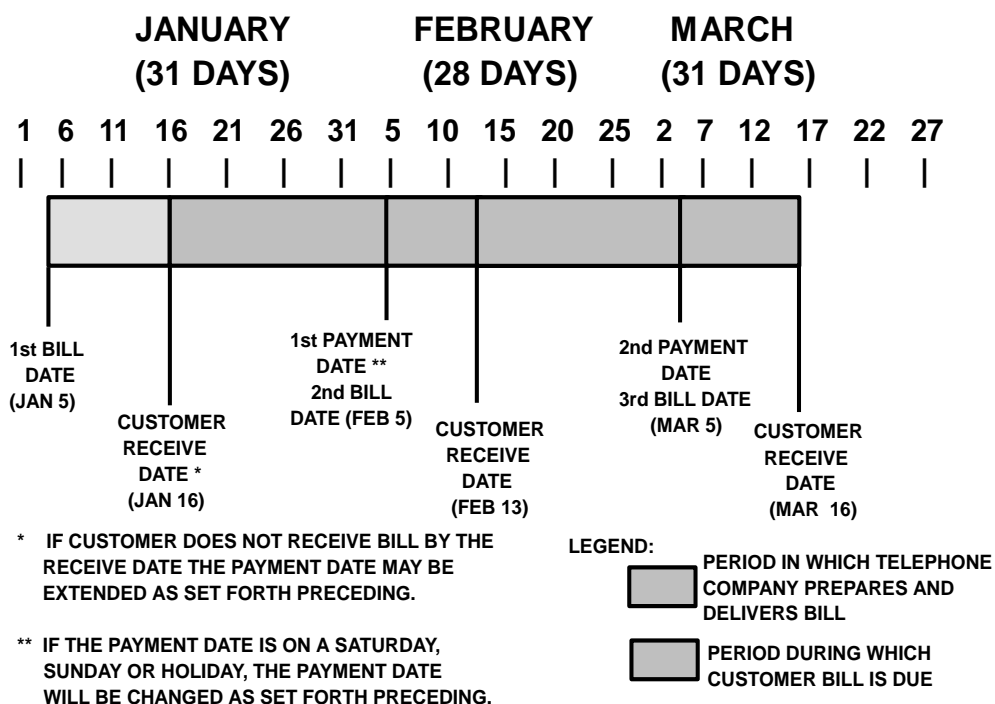 JANUARY FEBRUARY MARCH
(31 DAYS) (28 DAYS) (31 DAYS)
1 6 11 16 21 26 31 5 10 15 20 25 2 7 12 17 22 27
1st BILL
DATE
(JAN 5)
CUSTOMER
RECEIVE
DATE *
(JAN 16)
1st PAYMENT
DATE **
2nd BILL
DATE (FEB 5)
CUSTOMER
RECEIVE
DATE
(FEB 13)
2nd PAYMENT
DATE
3rd BILL DATE
(MAR 5)
CUSTOMER
RECEIVE
DATE
(MAR 16)
* IF CUSTOMER DOES NOT RECEIVE BILL BY THE
RECEIVE DATE THE PAYMENT DATE MAY BE
EXTENDED AS SET FORTH PRECEDING.
** IF THE PAYMENT DATE IS ON A SATURDAY,
SUNDAY OR HOLIDAY, THE PAYMENT DATE
WILL BE CHANGED AS SET FORTH PRECEDING.
LEGEND:
PERIOD IN WHICH TELEPHONE
COMPANY PREPARES AND
DELIVERS BILL
PERIOD DURING WHICH
CUSTOMER BILL IS DUE